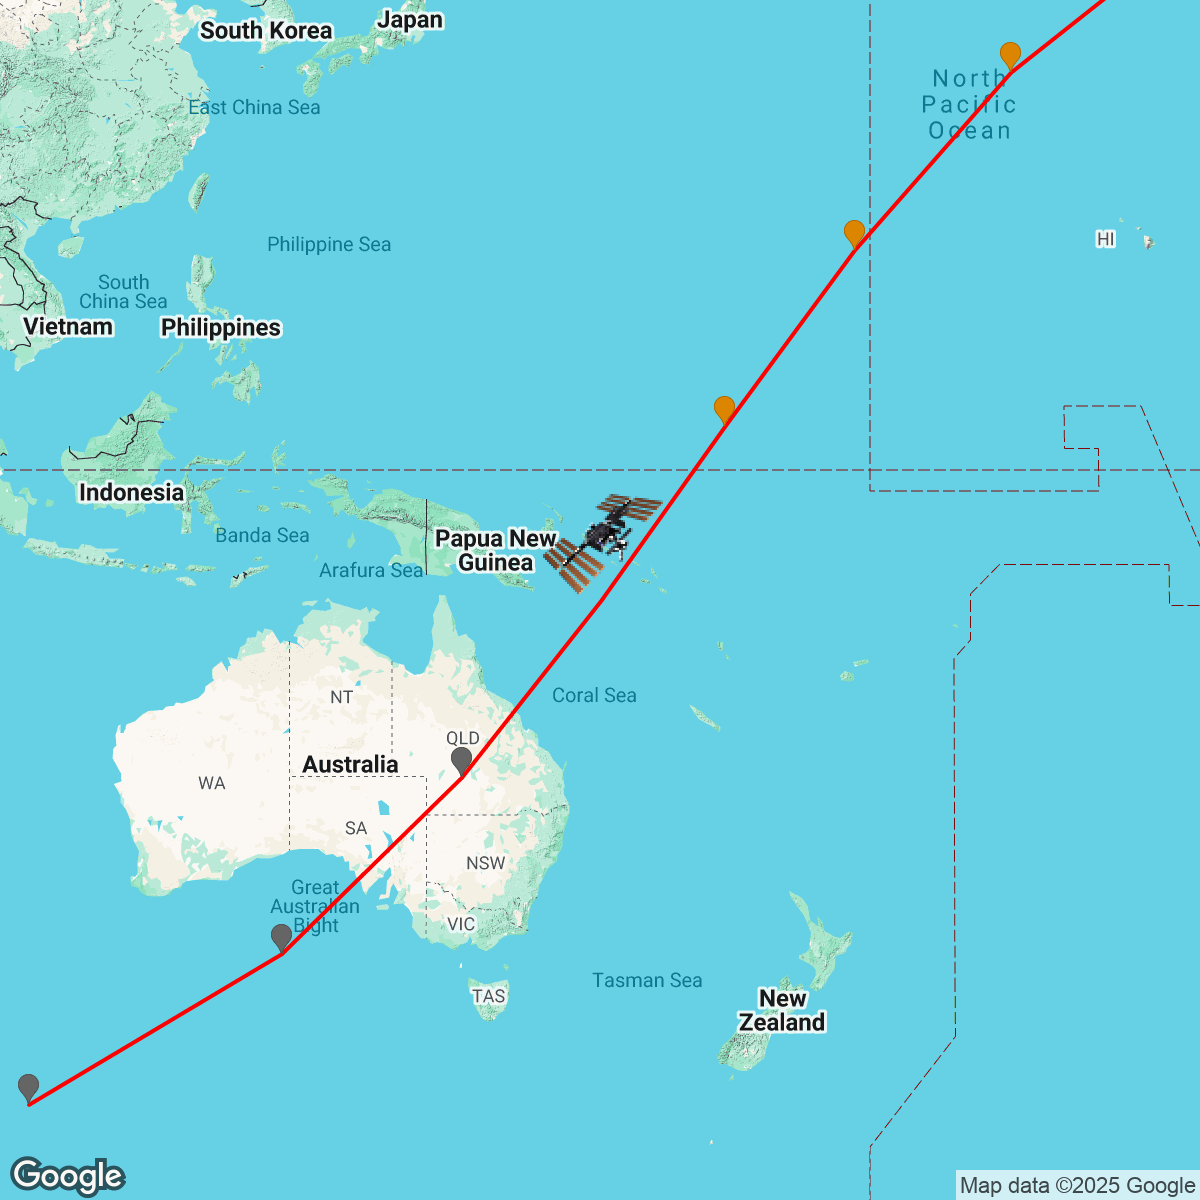 Japan
South Korea
North
Pacific
Ocean
East China Sea
HI
Philippine Sea
South
China Sea
Vietnam
Philippines
Indonesia
Banda Sea
Papua New
Guinea
Arafura Sea
Coral Sea
NT
QLD
Australia
WA
SA
NSW
Great
Australian
Bight
VIC
Tasman Sea
TAS
New
Zealand
Google
Map data ©2025 Google